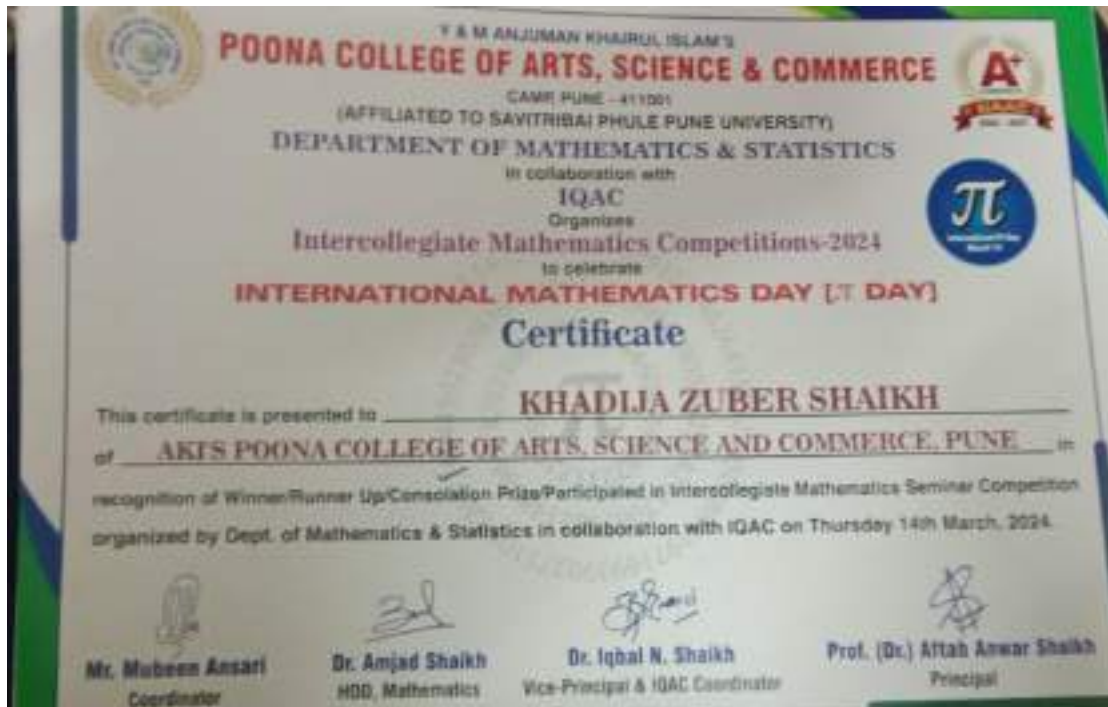 Y & M ANJUMAN KHAIRUL ISLAM'S
POONA COLLEGE OF ARTS, SCIENCE & COMMERCE
CAMP, PUNE - 411001
(AFFILIATED TO SAVITRIBAI PHULE PUNE UNIVERSITY)
DEPARTMENT OF MATHEMATICS & STATISTICS
in collaboration with
IQAC
Organizes
Intercollegiate Mathematics Competitions-2024
to celebrate
INTERNATIONAL MATHEMATICS DAY [π DAY]
Certificate
This certificate is presented to KHADIJA ZUBER SHAIKH
of AKI'S POONA COLLEGE OF ARTS, SCIENCE AND COMMERCE, PUNE in
recognition of Winner/Runner Up/Consolation Prize/Participated in Intercollegiate Mathematics Seminar Competition
organized by Dept. of Mathematics & Statistics in collaboration with IQAC on Thursday 14th March, 2024.
Mr. Mubeen Ansari
Coordinator
Dr. Amjad Shaikh
HOD, Mathematics
Dr. Iqbal N. Shaikh
Vice-Principal & IQAC Coordinator
Prof. (Dr.) Aftab Anwar Shaikh
Principal
A+
NAAC
π